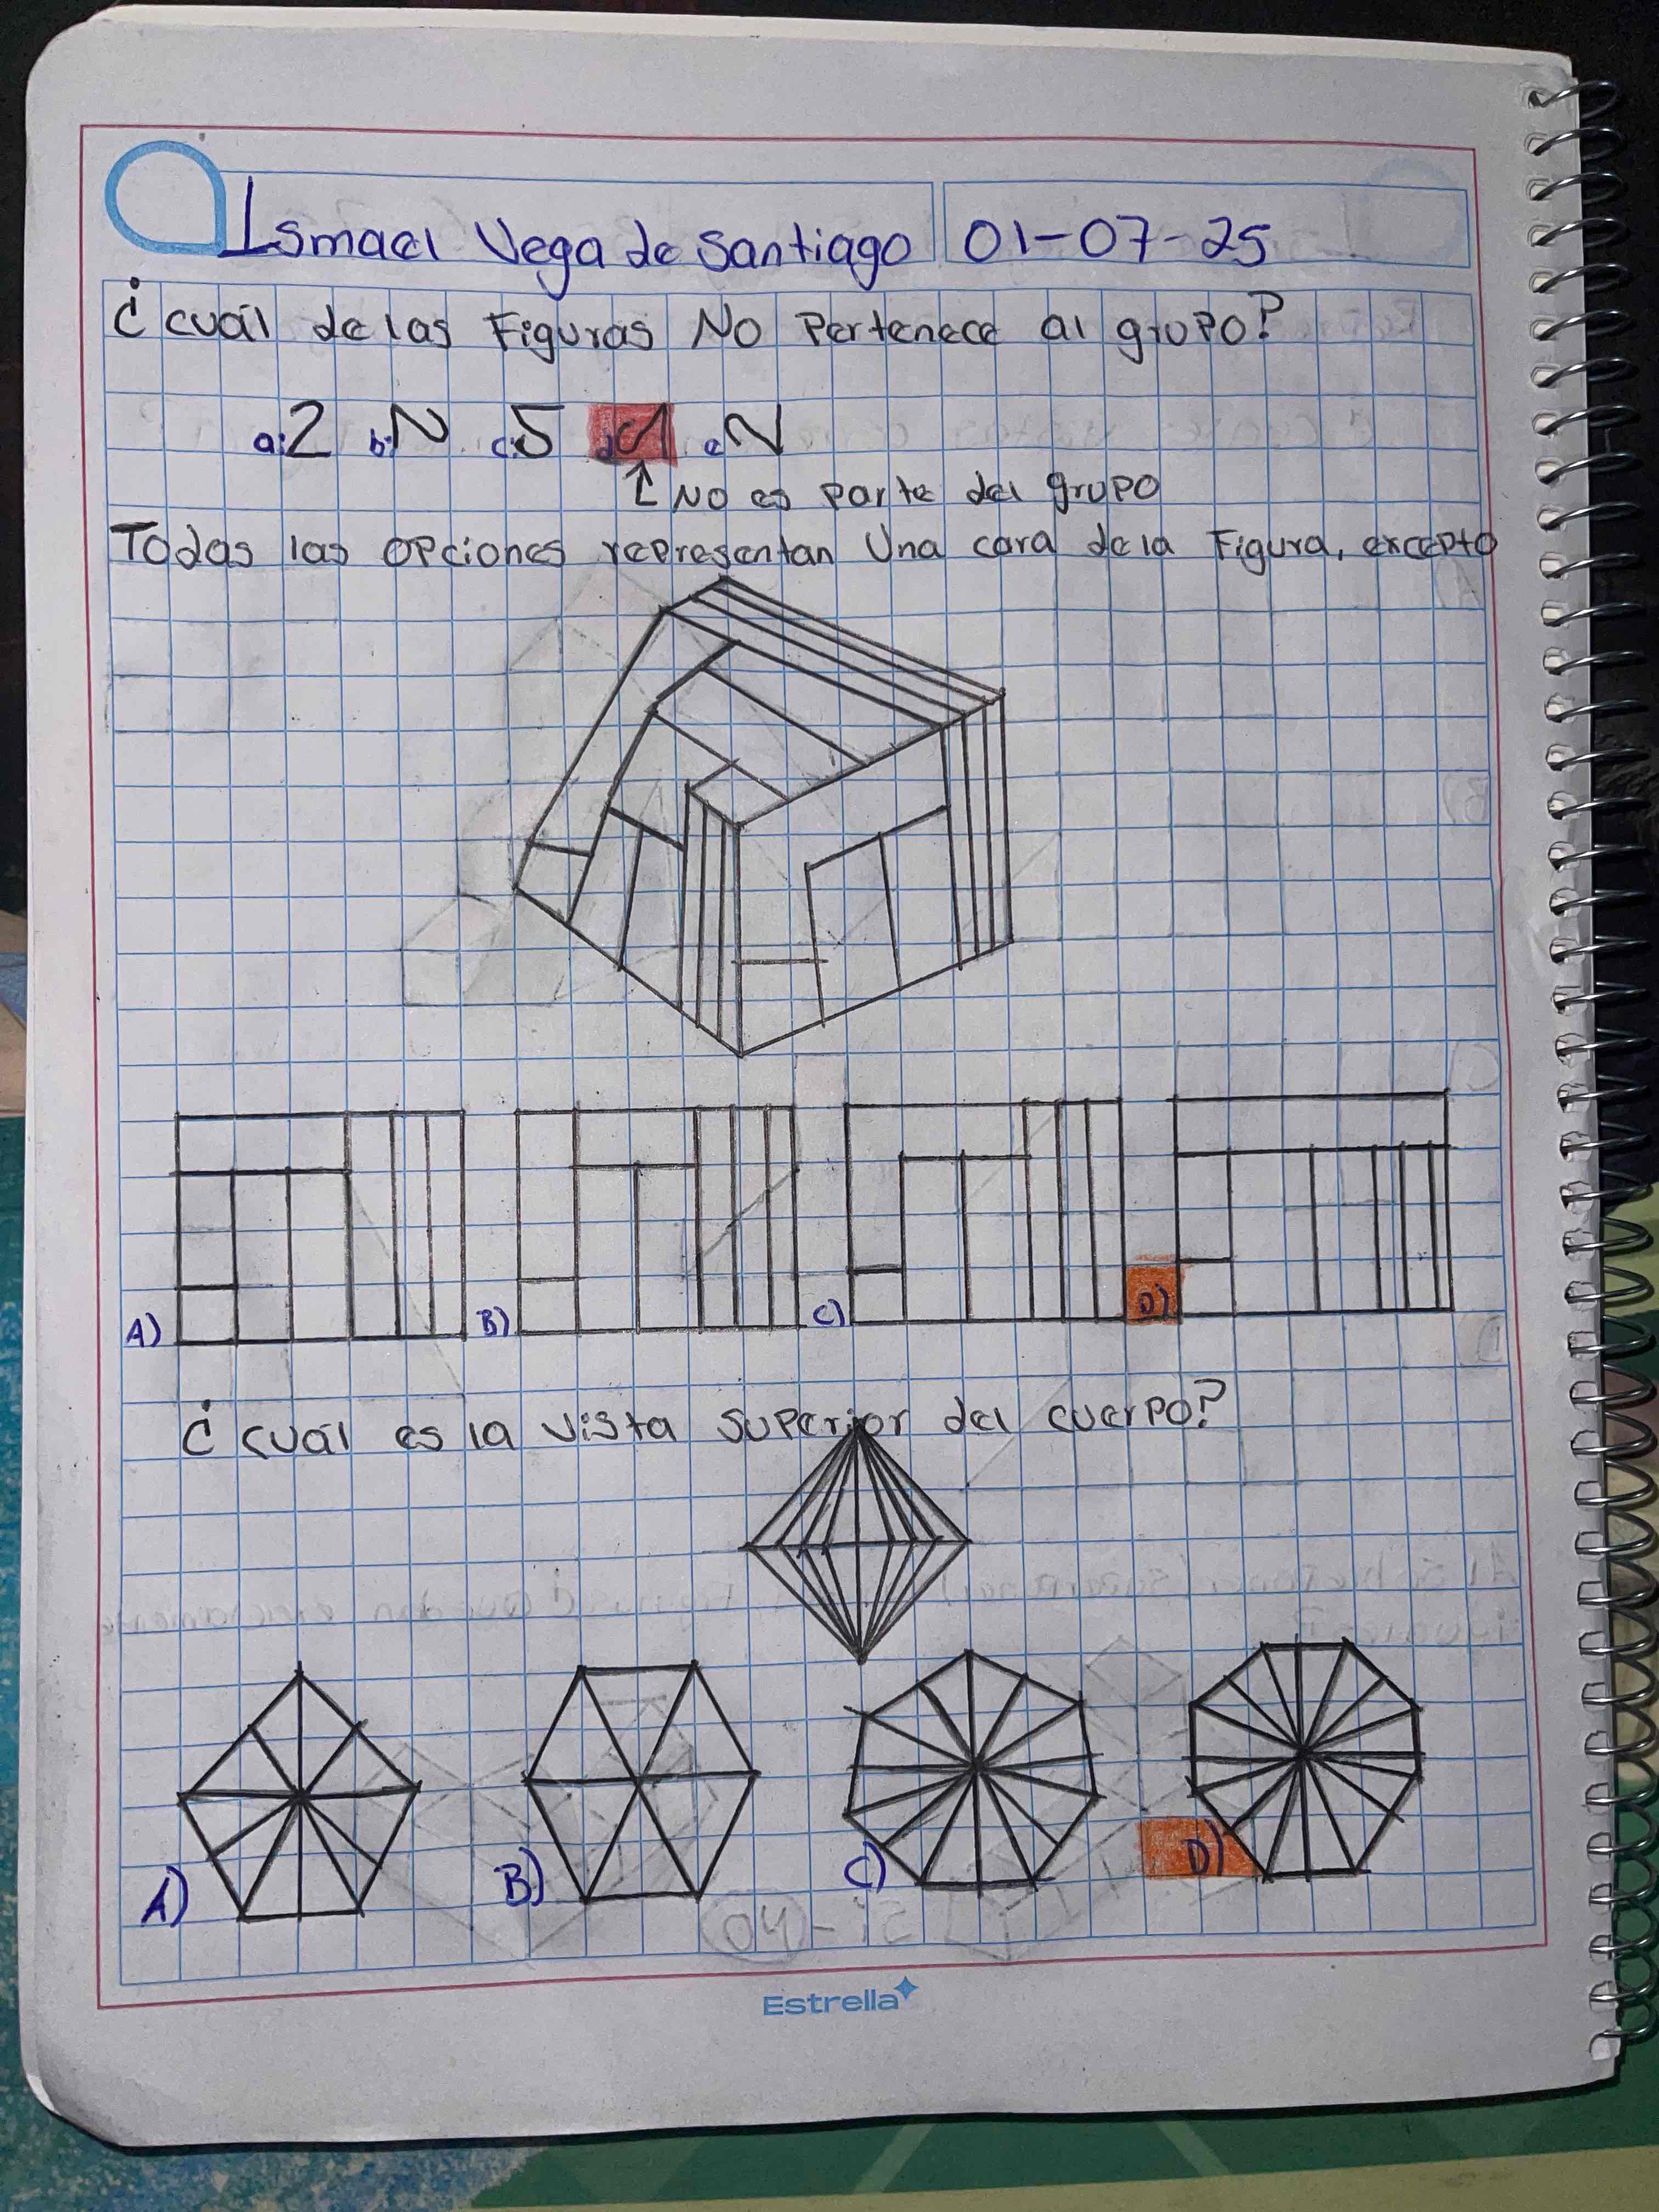 Ismael Vega de Santiago 01-07-25
¿cuál de las Figuras No Pertenece al grupo?
a:2 b:N c:5 d: e:N
↑ No es parte del grupo
Todas las opciones representan Una cara de la Figura, excepto
A) B) C) D)
¿cuál es la vista superior del cuerpo?
A) B) C) D)
Estrella